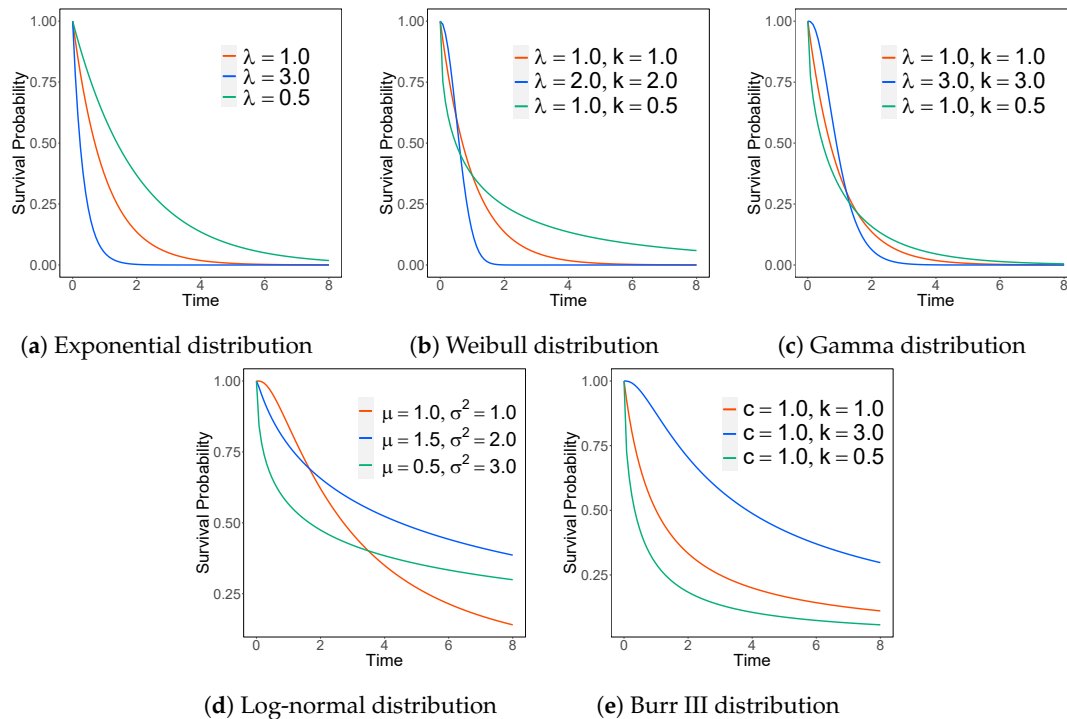 1.00
0.75
0.50
0.25
0.00
Survival Probability
0 2 4 6 8
Time
λ = 1.0
λ = 3.0
λ = 0.5
(a) Exponential distribution
1.00
0.75
0.50
0.25
0.00
Survival Probability
0 2 4 6 8
Time
λ = 1.0, k = 1.0
λ = 2.0, k = 2.0
λ = 1.0, k = 0.5
(b) Weibull distribution
1.00
0.75
0.50
0.25
0.00
Survival Probability
0 2 4 6 8
Time
λ = 1.0, k = 1.0
λ = 3.0, k = 3.0
λ = 1.0, k = 0.5
(c) Gamma distribution
1.00
0.75
0.50
0.25
Survival Probability
0 2 4 6 8
Time
μ = 1.0, σ² = 1.0
μ = 1.5, σ² = 2.0
μ = 0.5, σ² = 3.0
(d) Log-normal distribution
1.00
0.75
0.50
0.25
Survival Probability
0 2 4 6 8
Time
c = 1.0, k = 1.0
c = 1.0, k = 3.0
c = 1.0, k = 0.5
(e) Burr III distribution